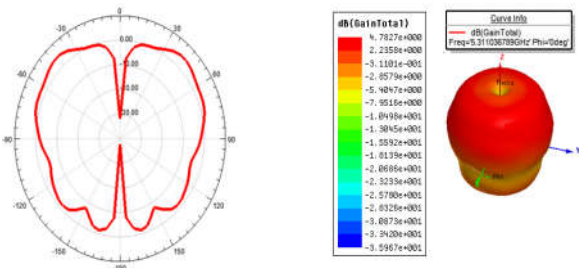 0
-30
30
6.00
-60
60
-10.00
20.00
-90
90
-120
120
-150
150
dB(GainTotal)
4.7827e+000
2.2358e+000
-3.1101e-001
-2.8579e+000
-5.4047e+000
-7.9516e+000
-1.0498e+001
-1.3045e+001
-1.5592e+001
-1.8139e+001
-2.0686e+001
-2.3233e+001
-2.5780e+001
-2.8326e+001
-3.0873e+001
-3.3420e+001
-3.5967e+001
Curve Info
dB(GainTotal)
Freq='5.311036789GHz' Phi='0deg'
Z
Theta
Phi
Y